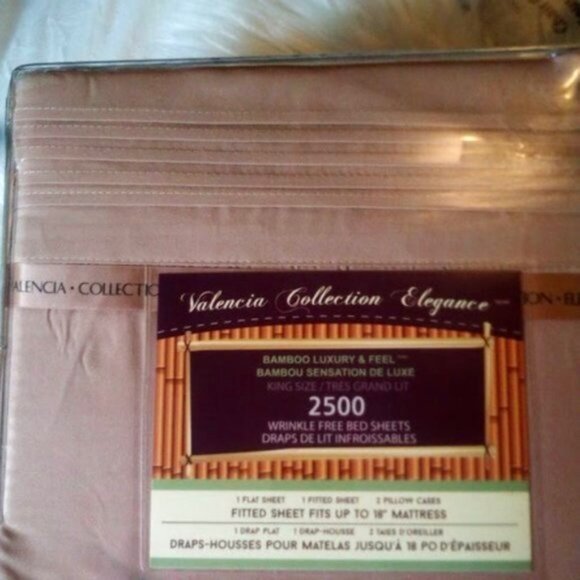 ALENCIA • COLLECTIO
Valencia Collection Elegance
ION • E
BAMBOO LUXURY & FEEL ™
BAMBOU SENSATION DE LUXE
KING SIZE / TRÈS GRAND LIT
2500
WRINKLE FREE BED SHEETS
DRAPS DE LIT INFROISSABLES
1 FLAT SHEET 1 FITTED SHEET 2 PILLOW CASES
FITTED SHEET FITS UP TO 18" MATTRESS
1 DRAP PLAT 1 DRAP-HOUSSE 2 TAIES D'OREILLER
DRAPS-HOUSSES POUR MATELAS JUSQU'À 18 PO D'ÉPAISSEUR